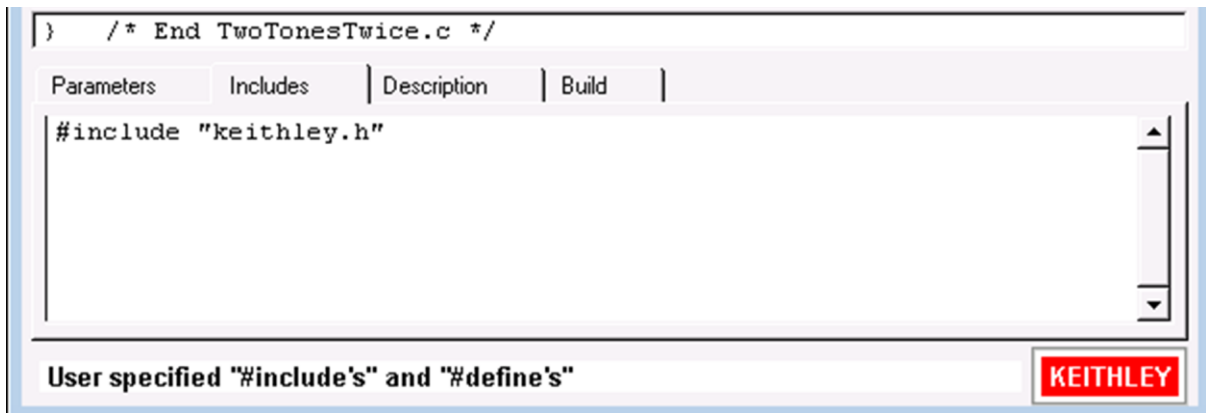 }   /* End TwoTonesTwice.c */
Parameters Includes Description Build
#include "keithley.h"
User specified "#include's" and "#define's"
KEITHLEY